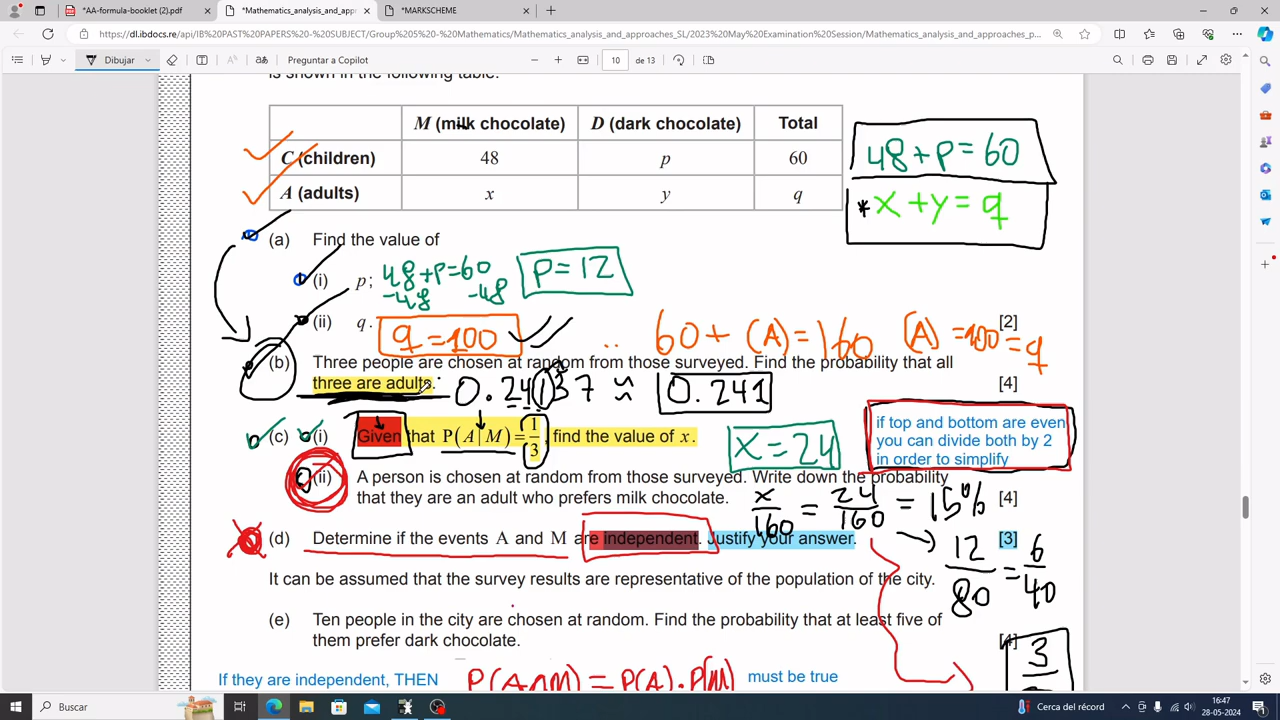 *AA-formula-booklet (2).pdf
*Mathematics_analysis_and_appr
*MARKSCHEME
https://dl.ibdocs.re/api/IB%20PAST%20PAPERS%20-%20SUBJECT/Group%205%20-%20Mathematics/Mathematics_analysis_and_approaches_SL/2023%20May%20Examination%20Session/Mathematics_analysis_and_approaches_p...
Dibujar
Preguntar a Copilot
10 de 13
is shown in the following table.
M (milk chocolate) D (dark chocolate) Total
C (children) 48 p 60
A (adults) x y q
48+p=60
*x+y=q
(a) Find the value of
(i) p; 48+p=60 p=12
-48 -48
(ii) q. [2]
q=100 60+(A)=160 (A)=100=q
(b) Three people are chosen at random from those surveyed. Find the probability that all
three are adults. [4]
0.24137 ≈ 0.241
(c) (i) Given that P(A|M)=1/3, find the value of x.
x=24
if top and bottom are even
you can divide both by 2
in order to simplify
(ii) A person is chosen at random from those surveyed. Write down the probability
that they are an adult who prefers milk chocolate. [4]
x/160 = 24/160 = 15%
(d) Determine if the events A and M are independent. Justify your answer. [3]
12/80 = 6/40
It can be assumed that the survey results are representative of the population of the city.
(e) Ten people in the city are chosen at random. Find the probability that at least five of
them prefer dark chocolate. [4]
3
If they are independent, THEN P(A∩M)=P(A).P(M) must be true
Buscar
Cerca del récord
16:47
28-05-2024